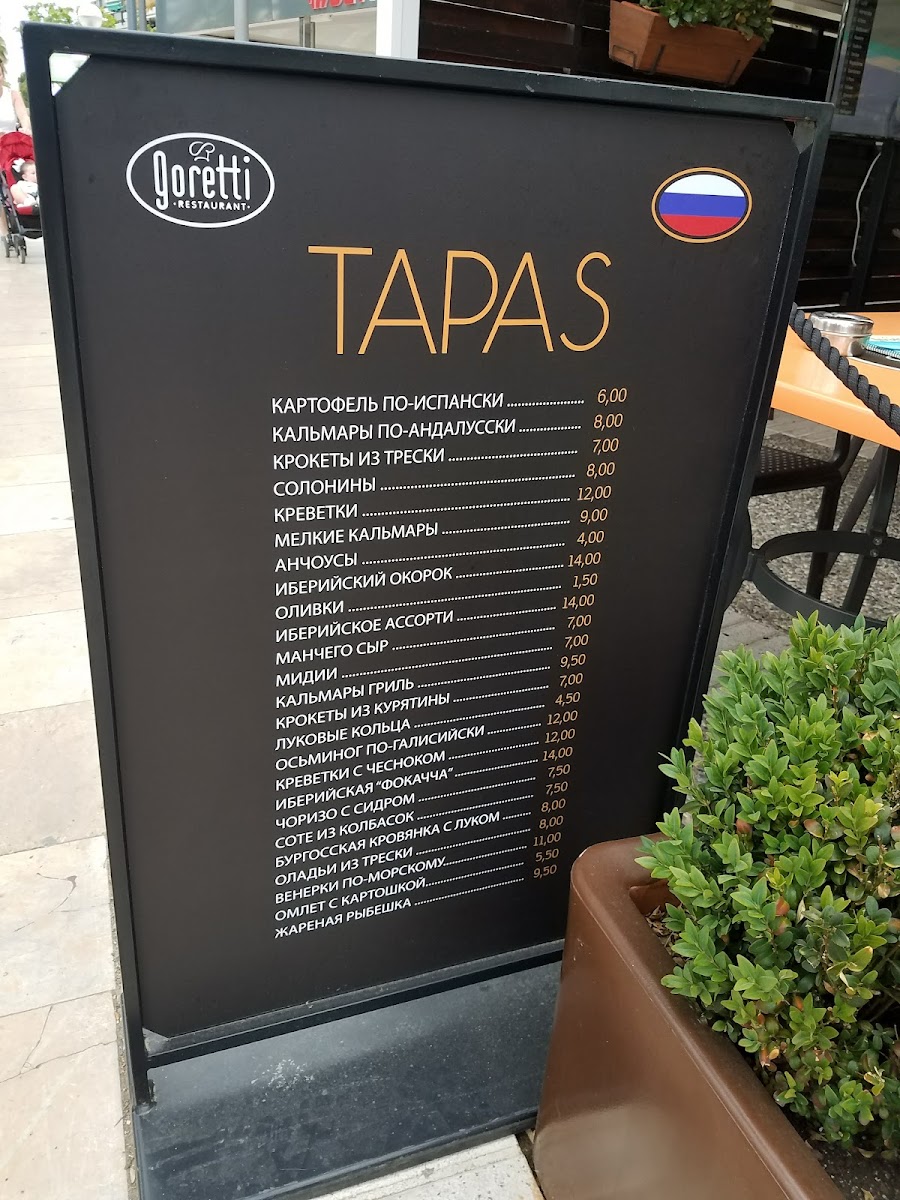 goretti
·RESTAURANT·
TAPAS
КАРТОФЕЛЬ ПО-ИСПАНСКИ ........ 6,00
КАЛЬМАРЫ ПО-АНДАЛУССКИ ........ 8,00
КРОКЕТЫ ИЗ ТРЕСКИ ........ 7,00
СОЛОНИНЫ ........ 8,00
КРЕВЕТКИ ........ 12,00
МЕЛКИЕ КАЛЬМАРЫ ........ 9,00
АНЧОУСЫ ........ 4,00
ИБЕРИЙСКИЙ ОКОРОК ........ 14,00
ОЛИВКИ ........ 1,50
ИБЕРИЙСКОЕ АССОРТИ ........ 14,00
МАНЧЕГО СЫР ........ 7,00
МИДИИ ........ 7,00
КАЛЬМАРЫ ГРИЛЬ ........ 9,50
КРОКЕТЫ ИЗ КУРЯТИНЫ ........ 7,00
ЛУКОВЫЕ КОЛЬЦА ........ 4,50
ОСЬМИНОГ ПО-ГАЛИСИЙСКИ ........ 12,00
КРЕВЕТКИ С ЧЕСНОКОМ ........ 12,00
ИБЕРИЙСКАЯ "ФОКАЧЧА" ........ 14,00
ЧОРИЗО С СИДРОМ ........ 7,50
СОТЕ ИЗ КОЛБАСОК ........ 7,50
БУРГОССКАЯ КРОВЯНКА С ЛУКОМ ........ 8,00
ОЛАДЬИ ИЗ ТРЕСКИ ........ 8,00
ВЕНЕРКИ ПО-МОРСКОМУ ........ 11,00
ОМЛЕТ С КАРТОШКОЙ ........ 5,50
ЖАРЕНАЯ РЫБЕШКА ........ 9,50